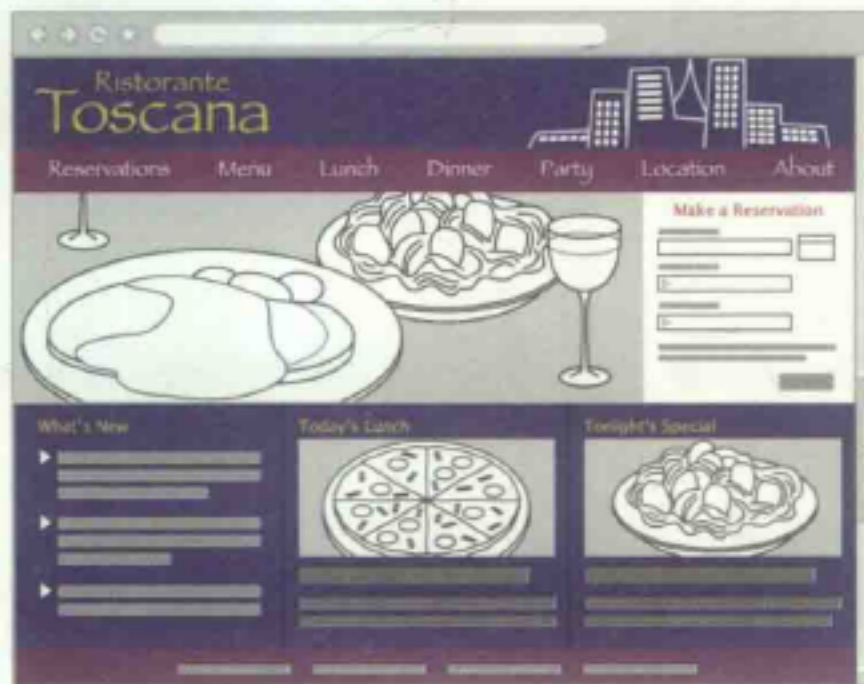 Ristorante
Toscana
Reservations Menu Lunch Dinner Party Location About
Make a Reservation
What's New
Today's Lunch
Tonight's Special